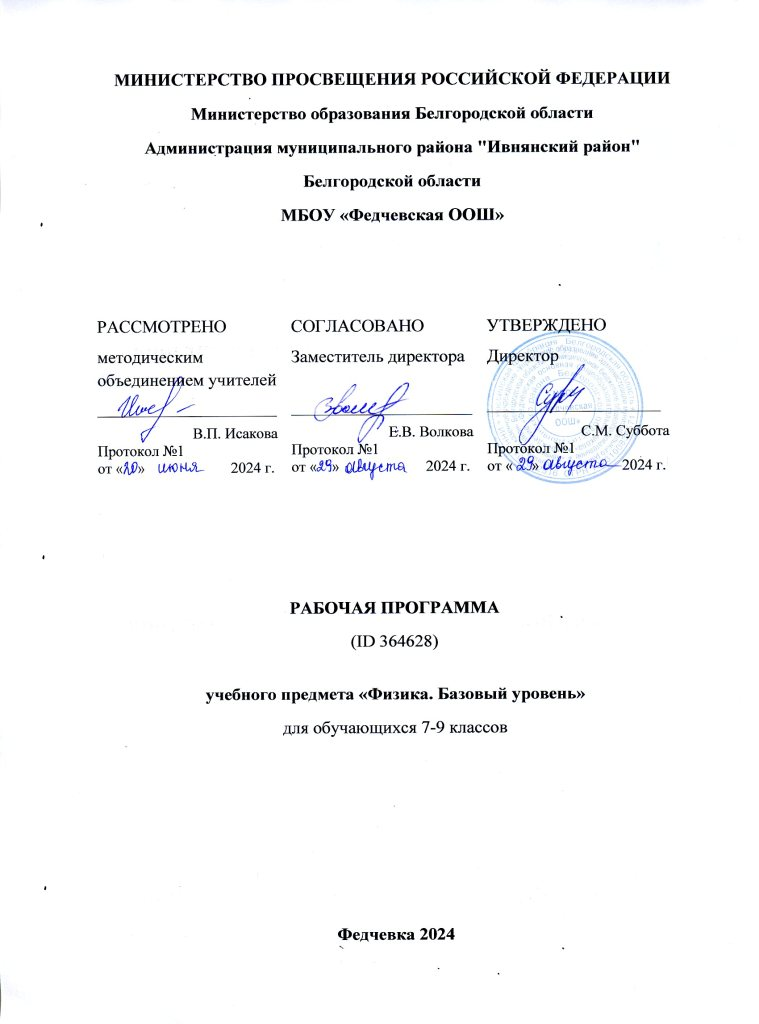 МИНИСТЕРСТВО ПРОСВЕЩЕНИЯ РОССИЙСКОЙ ФЕДЕРАЦИИ
Министерство образования Белгородской области
Администрация муниципального района "Ивнянский район"
Белгородской области
МБОУ «Федчевская ООШ»
РАССМОТРЕНО
методическим
объединением учителей
В.П. Исакова
Протокол №1
от «20» июня 2024 г.
СОГЛАСОВАНО
Заместитель директора
Е.В. Волкова
Протокол №1
от «29» августа 2024 г.
УТВЕРЖДЕНО
Директор
ООШ»
С.М. Суббота
Протокол №1
от « 29» августа 2024 г.
РАБОЧАЯ ПРОГРАММА
(ID 364628)
учебного предмета «Физика. Базовый уровень»
для обучающихся 7-9 классов
Федчевка 2024